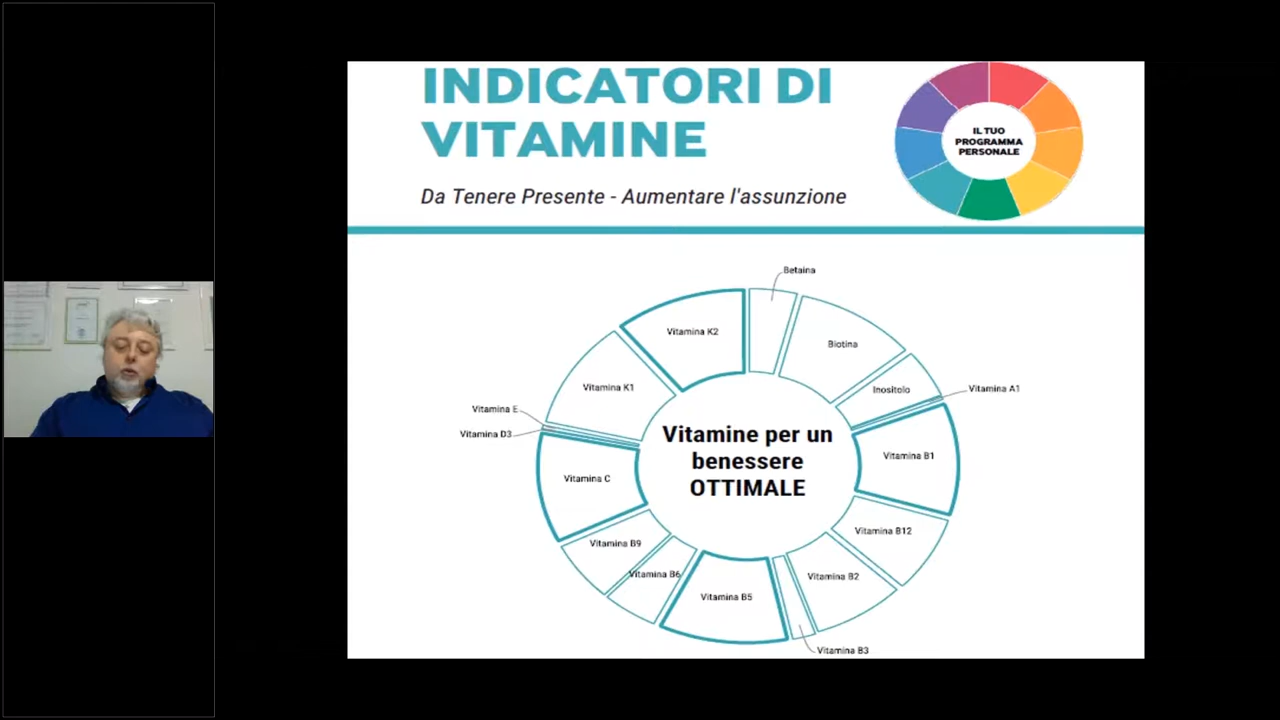 INDICATORI DI
VITAMINE
Da Tenere Presente - Aumentare l'assunzione
IL TUO
PROGRAMMA
PERSONALE
Betaina
Vitamina K2
Biotina
Vitamina K1
Inositolo
Vitamina A1
Vitamina E
Vitamina D3
Vitamine per un
benessere
OTTIMALE
Vitamina B1
Vitamina C
Vitamina B12
Vitamina B9
Vitamina B6
Vitamina B2
Vitamina B5
Vitamina B3